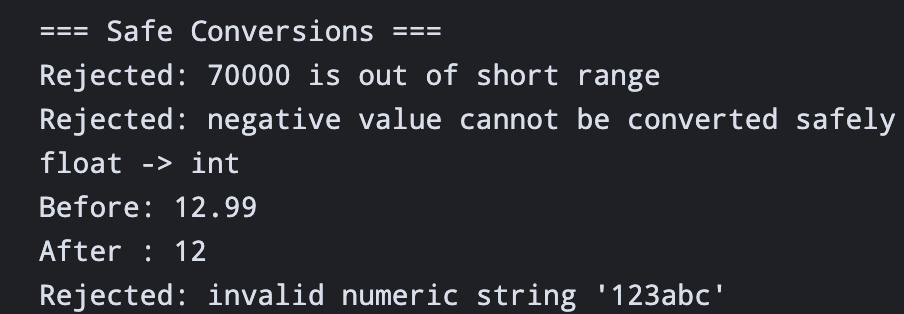 === Safe Conversions ===
Rejected: 70000 is out of short range
Rejected: negative value cannot be converted safely
float -> int
Before: 12.99
After : 12
Rejected: invalid numeric string '123abc'